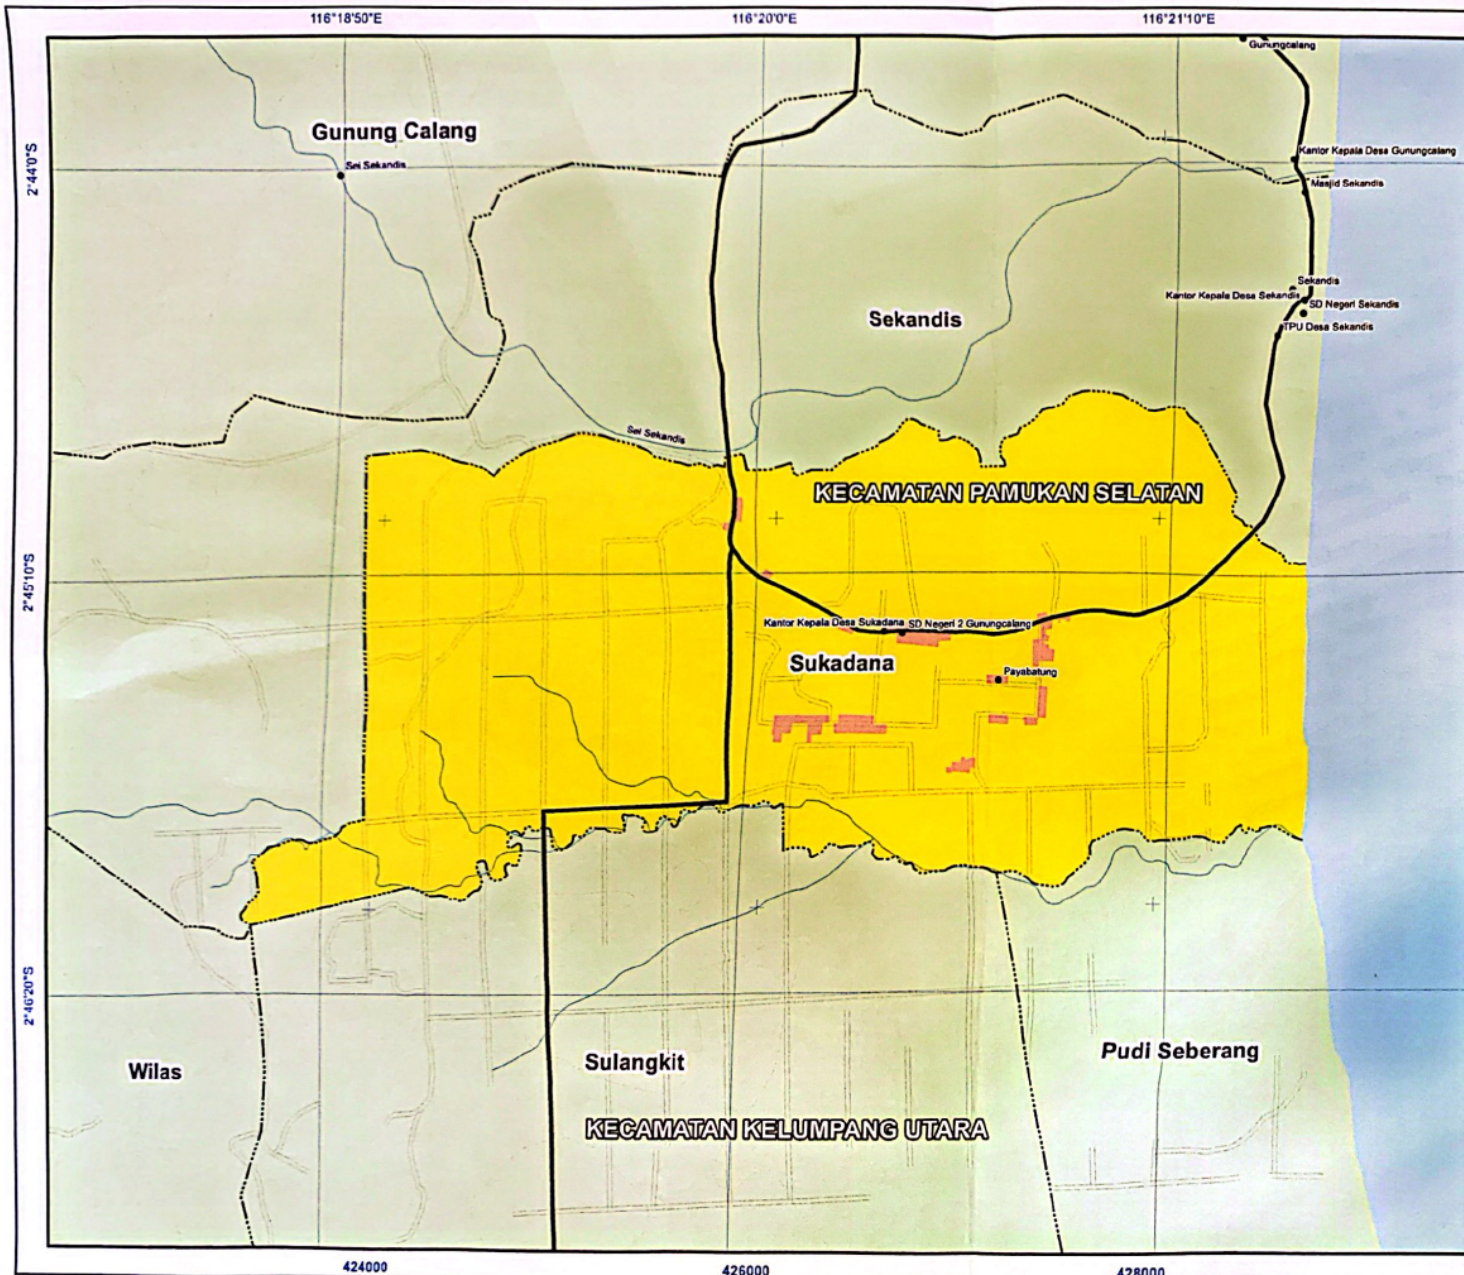 116°18'50"E
116°20'0"E
116°21'10"E
Gunungcalang
Gunung Calang
2°44'0"S
Sei Sekandis
Kantor Kepala Desa Gunungcalang
Masjid Sekandis
Sekandis
Kantor Kepala Desa Sekandis
SD Negeri Sekandis
Sekandis
TPU Desa Sekandis
Sei Sekandis
KECAMATAN PAMUKAN SELATAN
2°45'10"S
Kantor Kepala Desa Sukadana
SD Negeri 2 Gunungcalang
Sukadana
Payabatung
2°46'20"S
Wilas
Sulangkit
Pudi Seberang
KECAMATAN KELUMPANG UTARA
424000
426000
428000